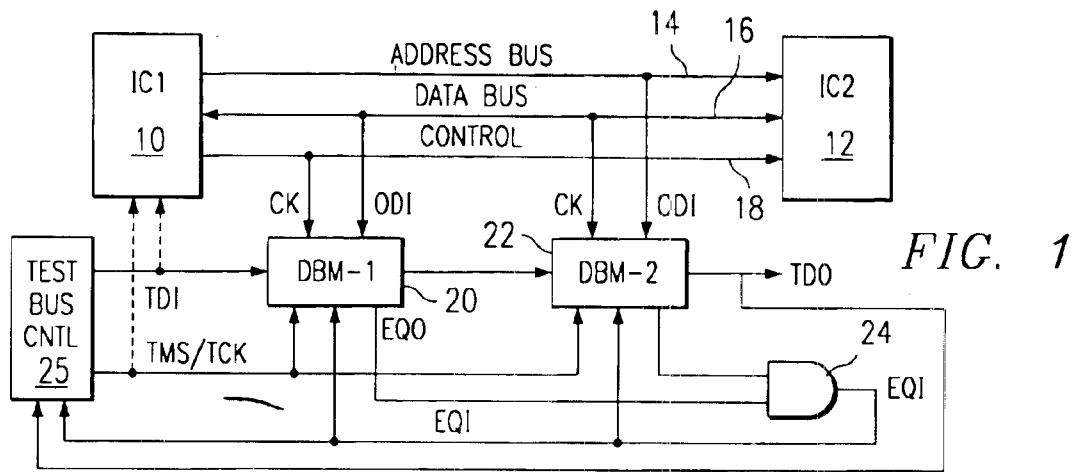 14
16
ADDRESS BUS
IC1
10
IC2
12
DATA BUS
CONTROL
18
CK
ODI
CK
ODI
22
TEST
BUS
CNTL
25
TDI
DBM-1
20
DBM-2
TDO
FIG. 1
EQO
TMS/TCK
24
EQI
EQI